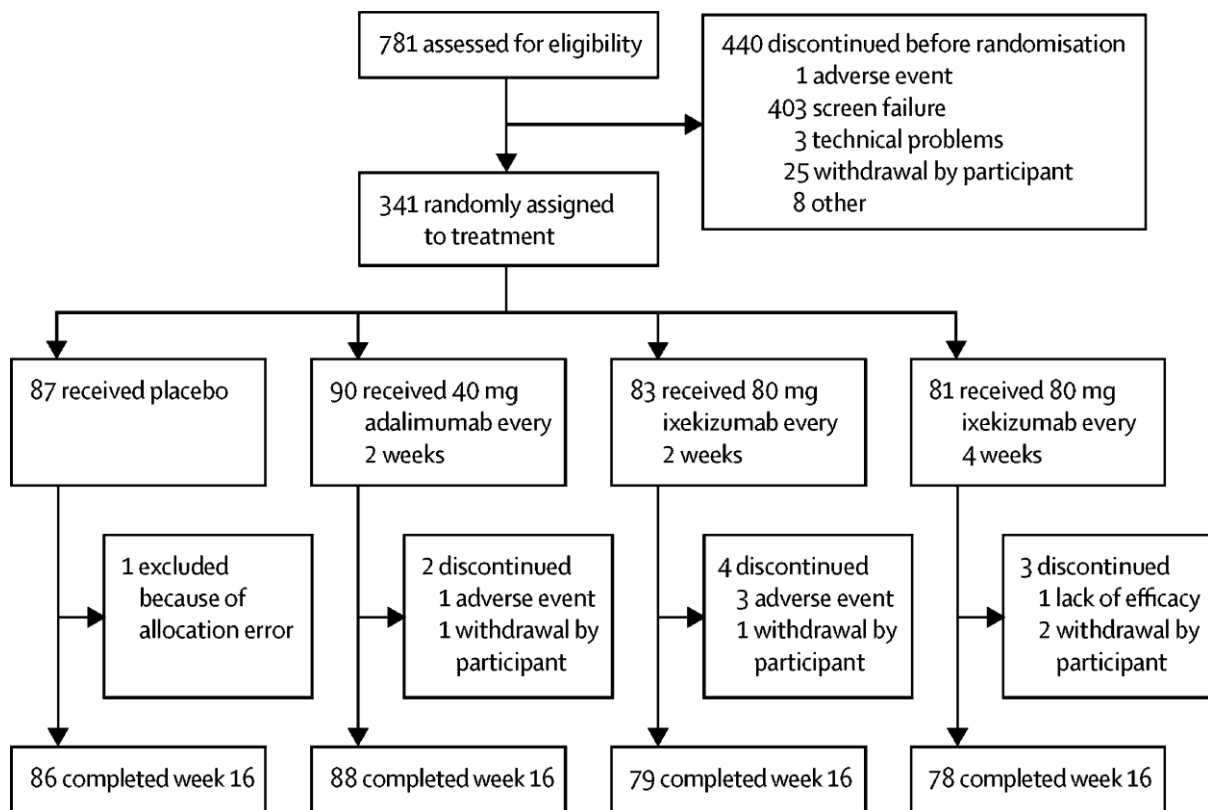 781 assessed for eligibility
440 discontinued before randomisation
1 adverse event
403 screen failure
3 technical problems
25 withdrawal by participant
8 other
341 randomly assigned
to treatment
87 received placebo
90 received 40 mg
adalimumab every
2 weeks
83 received 80 mg
ixekizumab every
2 weeks
81 received 80 mg
ixekizumab every
4 weeks
1 excluded
because of
allocation error
2 discontinued
1 adverse event
1 withdrawal by
participant
4 discontinued
3 adverse event
1 withdrawal by
participant
3 discontinued
1 lack of efficacy
2 withdrawal by
participant
86 completed week 16
88 completed week 16
79 completed week 16
78 completed week 16